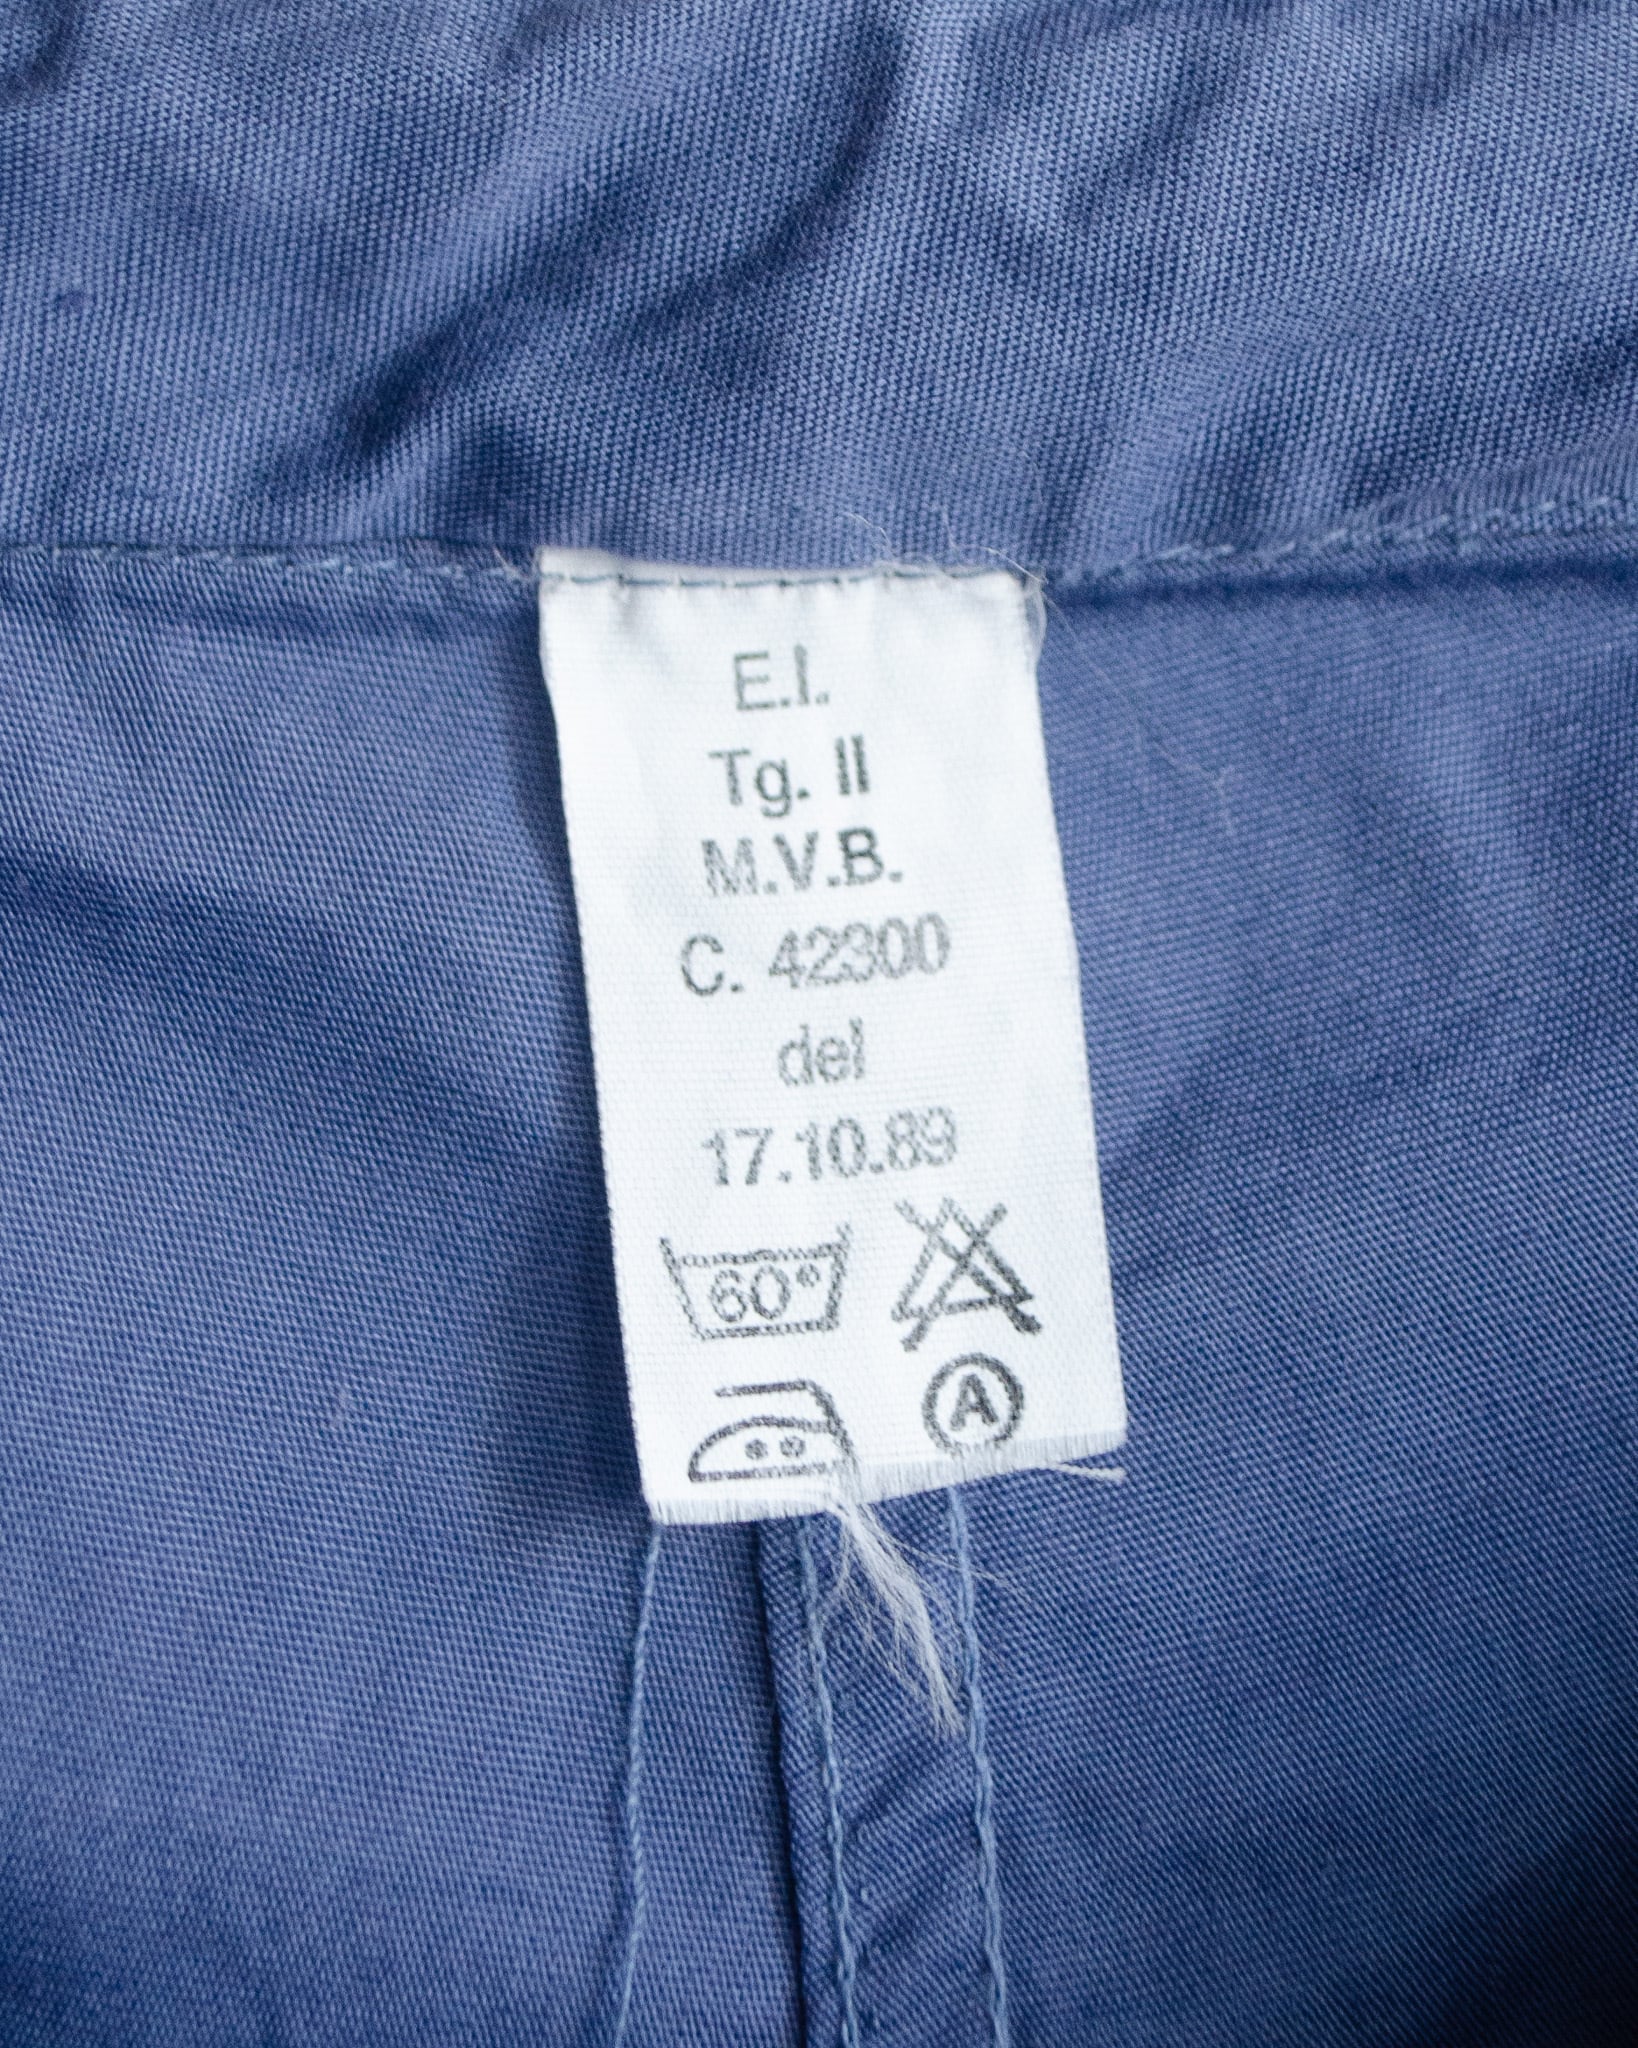 E.I.
Tg. II
M.V.B.
C. 42300
del
17.10.89
60°
A